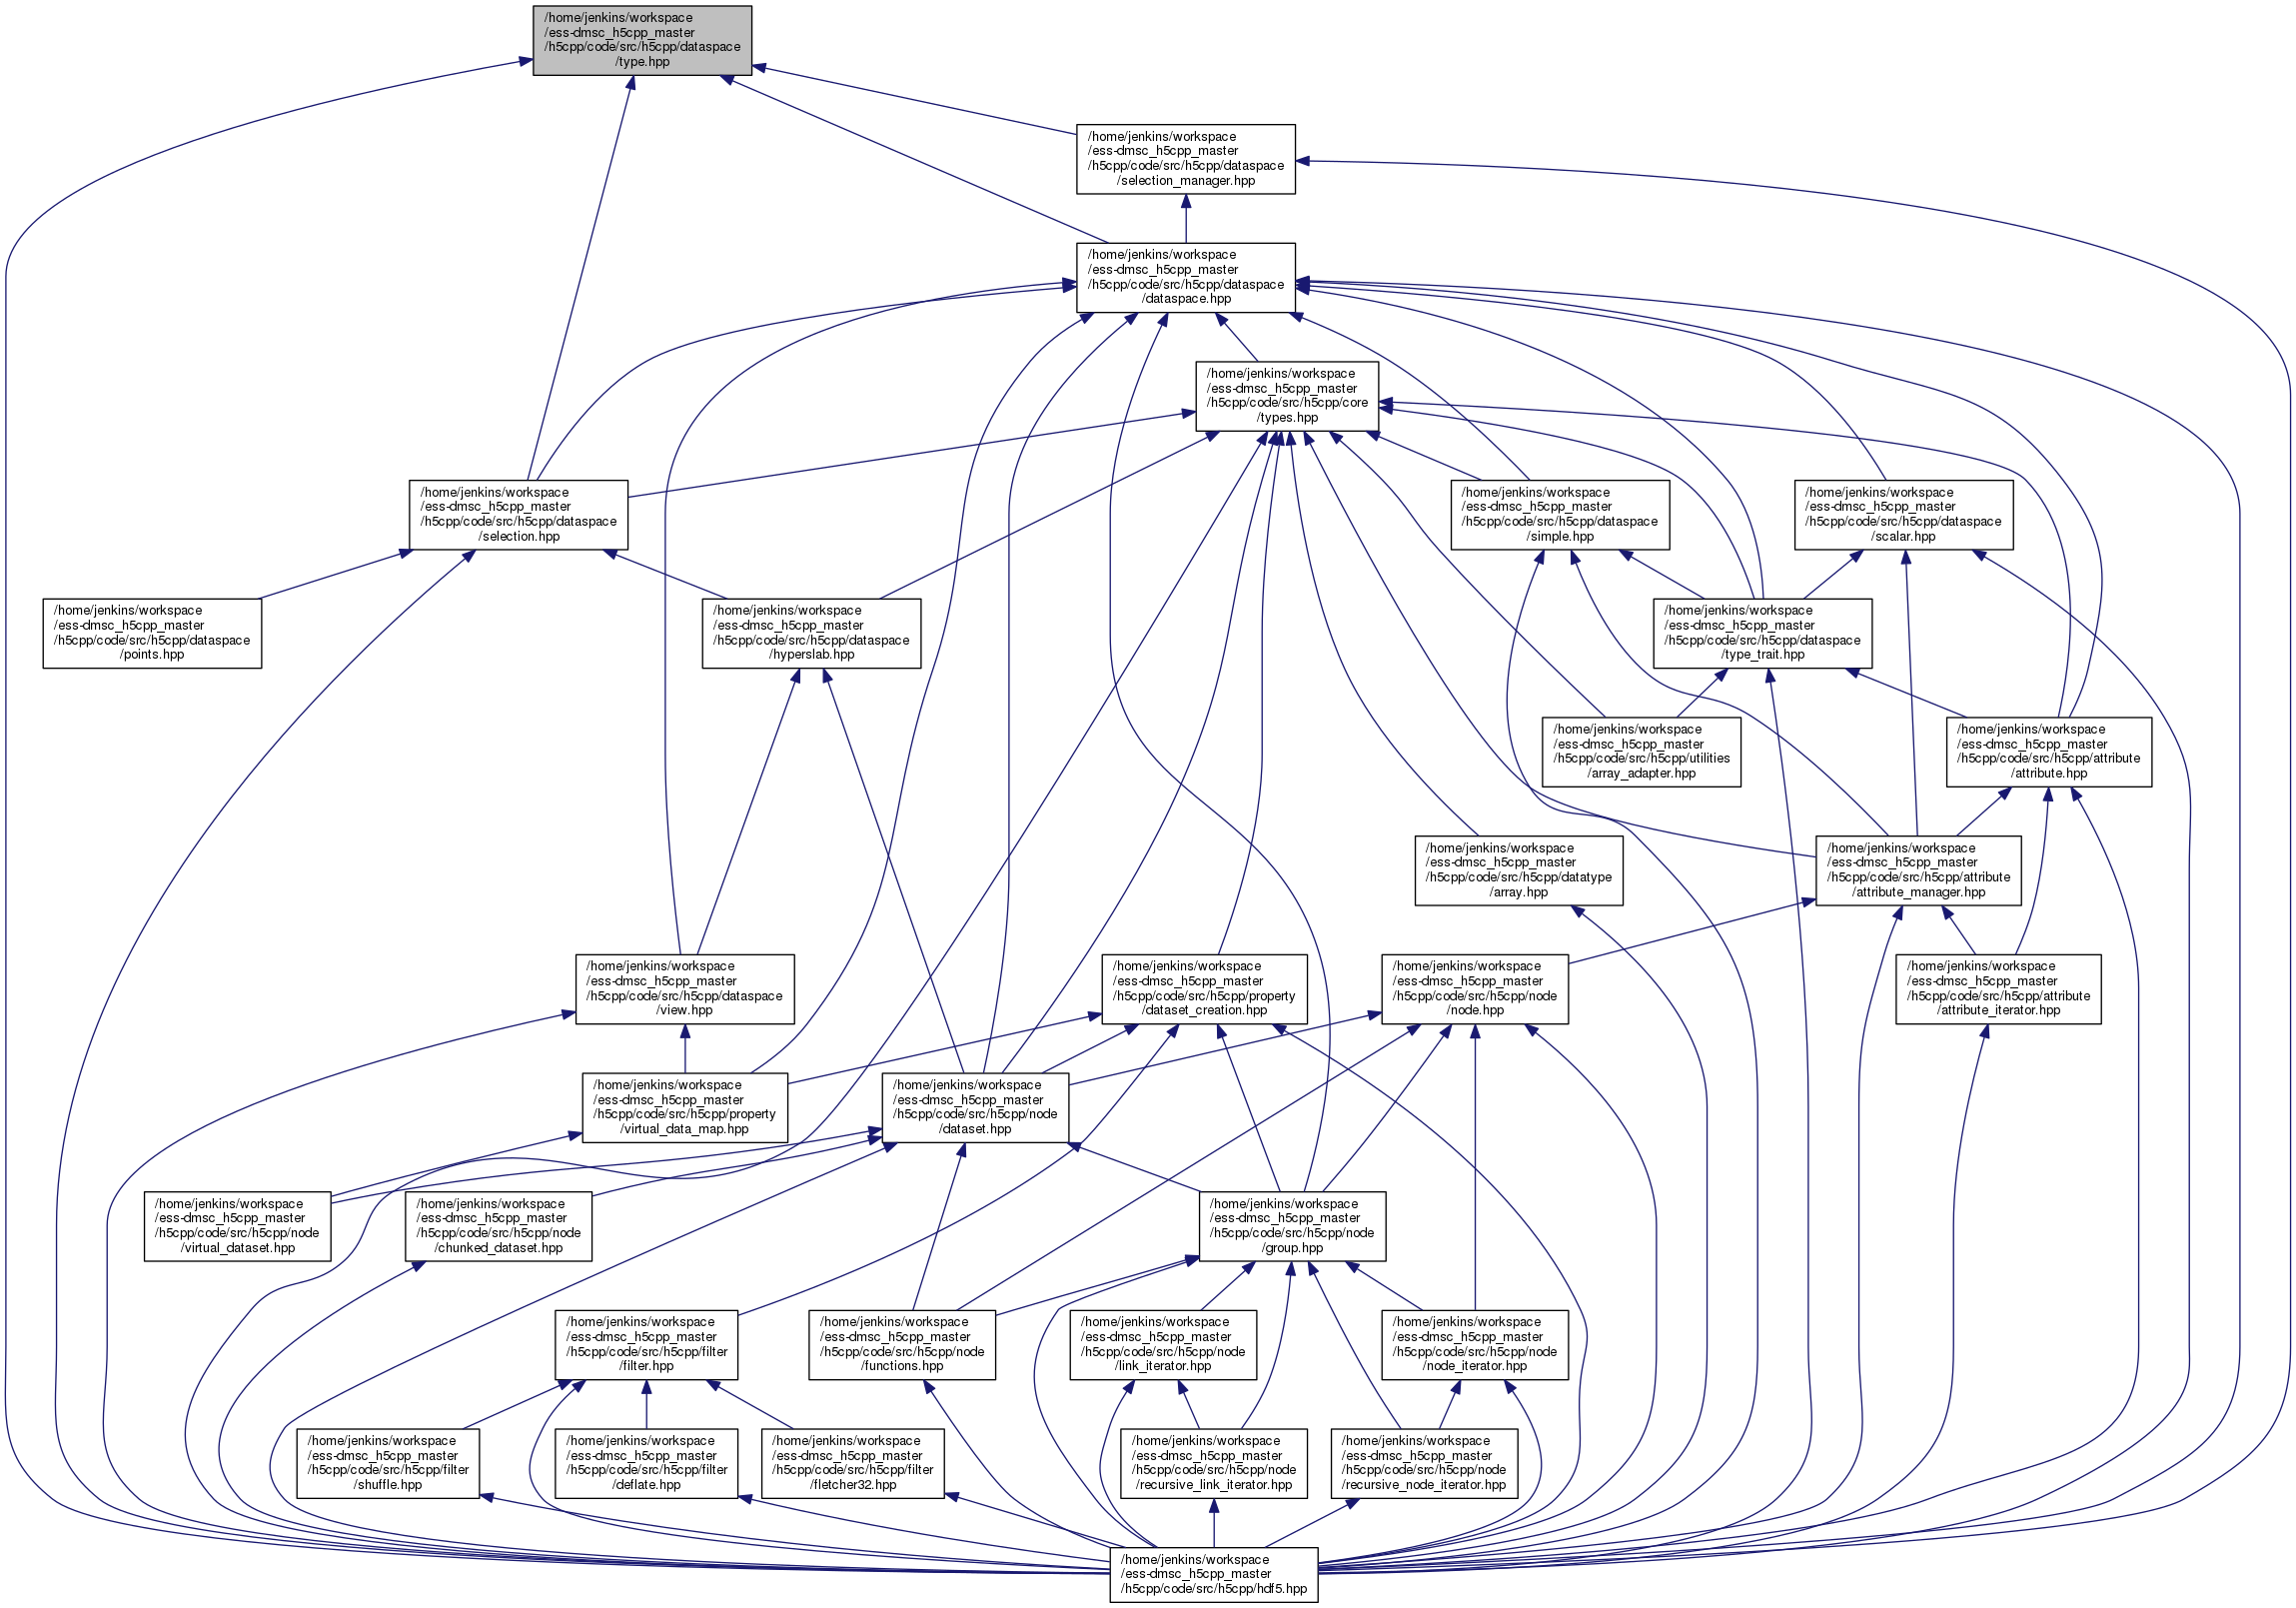 /home/jenkins/workspace
/ess-dmsc_h5cpp_master
/h5cpp/code/src/h5cpp/dataspace
/type.hpp
/home/jenkins/workspace
/ess-dmsc_h5cpp_master
/h5cpp/code/src/h5cpp/dataspace
/selection_manager.hpp
/home/jenkins/workspace
/ess-dmsc_h5cpp_master
/h5cpp/code/src/h5cpp/dataspace
/dataspace.hpp
/home/jenkins/workspace
/ess-dmsc_h5cpp_master
/h5cpp/code/src/h5cpp/core
/types.hpp
/home/jenkins/workspace
/ess-dmsc_h5cpp_master
/h5cpp/code/src/h5cpp/dataspace
/selection.hpp
/home/jenkins/workspace
/ess-dmsc_h5cpp_master
/h5cpp/code/src/h5cpp/dataspace
/simple.hpp
/home/jenkins/workspace
/ess-dmsc_h5cpp_master
/h5cpp/code/src/h5cpp/dataspace
/scalar.hpp
/home/jenkins/workspace
/ess-dmsc_h5cpp_master
/h5cpp/code/src/h5cpp/dataspace
/points.hpp
/home/jenkins/workspace
/ess-dmsc_h5cpp_master
/h5cpp/code/src/h5cpp/dataspace
/hyperslab.hpp
/home/jenkins/workspace
/ess-dmsc_h5cpp_master
/h5cpp/code/src/h5cpp/dataspace
/type_trait.hpp
/home/jenkins/workspace
/ess-dmsc_h5cpp_master
/h5cpp/code/src/h5cpp/utilities
/array_adapter.hpp
/home/jenkins/workspace
/ess-dmsc_h5cpp_master
/h5cpp/code/src/h5cpp/attribute
/attribute.hpp
/home/jenkins/workspace
/ess-dmsc_h5cpp_master
/h5cpp/code/src/h5cpp/datatype
/array.hpp
/home/jenkins/workspace
/ess-dmsc_h5cpp_master
/h5cpp/code/src/h5cpp/attribute
/attribute_manager.hpp
/home/jenkins/workspace
/ess-dmsc_h5cpp_master
/h5cpp/code/src/h5cpp/dataspace
/view.hpp
/home/jenkins/workspace
/ess-dmsc_h5cpp_master
/h5cpp/code/src/h5cpp/property
/dataset_creation.hpp
/home/jenkins/workspace
/ess-dmsc_h5cpp_master
/h5cpp/code/src/h5cpp/node
/node.hpp
/home/jenkins/workspace
/ess-dmsc_h5cpp_master
/h5cpp/code/src/h5cpp/attribute
/attribute_iterator.hpp
/home/jenkins/workspace
/ess-dmsc_h5cpp_master
/h5cpp/code/src/h5cpp/property
/virtual_data_map.hpp
/home/jenkins/workspace
/ess-dmsc_h5cpp_master
/h5cpp/code/src/h5cpp/node
/dataset.hpp
/home/jenkins/workspace
/ess-dmsc_h5cpp_master
/h5cpp/code/src/h5cpp/node
/virtual_dataset.hpp
/home/jenkins/workspace
/ess-dmsc_h5cpp_master
/h5cpp/code/src/h5cpp/node
/chunked_dataset.hpp
/home/jenkins/workspace
/ess-dmsc_h5cpp_master
/h5cpp/code/src/h5cpp/node
/group.hpp
/home/jenkins/workspace
/ess-dmsc_h5cpp_master
/h5cpp/code/src/h5cpp/filter
/filter.hpp
/home/jenkins/workspace
/ess-dmsc_h5cpp_master
/h5cpp/code/src/h5cpp/node
/functions.hpp
/home/jenkins/workspace
/ess-dmsc_h5cpp_master
/h5cpp/code/src/h5cpp/node
/link_iterator.hpp
/home/jenkins/workspace
/ess-dmsc_h5cpp_master
/h5cpp/code/src/h5cpp/node
/node_iterator.hpp
/home/jenkins/workspace
/ess-dmsc_h5cpp_master
/h5cpp/code/src/h5cpp/filter
/shuffle.hpp
/home/jenkins/workspace
/ess-dmsc_h5cpp_master
/h5cpp/code/src/h5cpp/filter
/deflate.hpp
/home/jenkins/workspace
/ess-dmsc_h5cpp_master
/h5cpp/code/src/h5cpp/filter
/fletcher32.hpp
/home/jenkins/workspace
/ess-dmsc_h5cpp_master
/h5cpp/code/src/h5cpp/node
/recursive_link_iterator.hpp
/home/jenkins/workspace
/ess-dmsc_h5cpp_master
/h5cpp/code/src/h5cpp/node
/recursive_node_iterator.hpp
/home/jenkins/workspace
/ess-dmsc_h5cpp_master
/h5cpp/code/src/h5cpp/hdf5.hpp